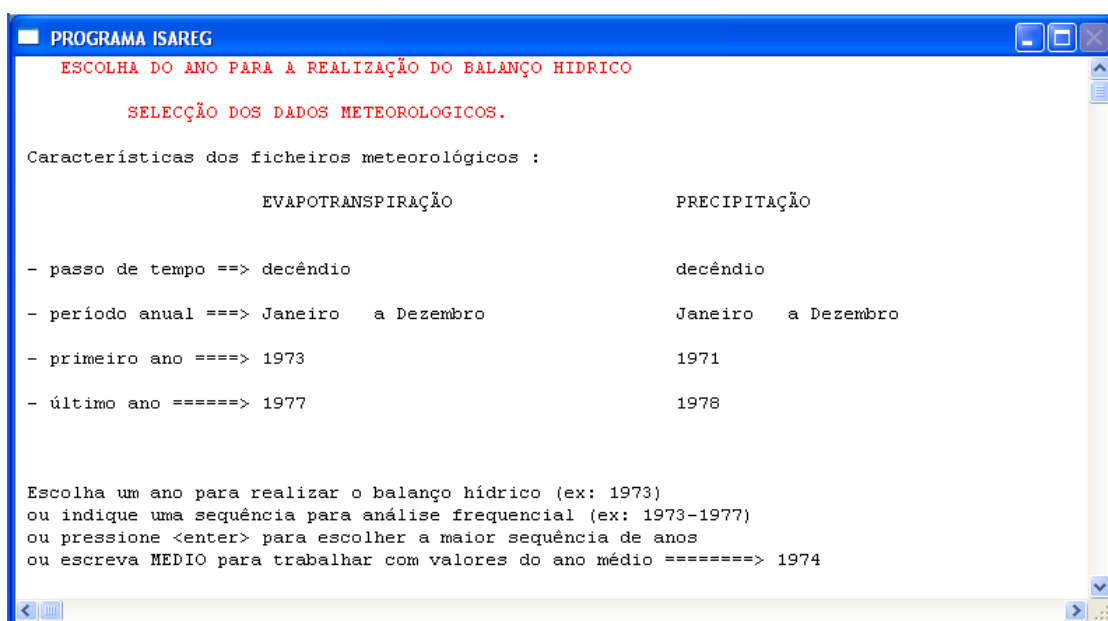 PROGRAMA ISAREG
ESCOLHA DO ANO PARA A REALIZAÇÃO DO BALANÇO HIDRICO
SELECÇÃO DOS DADOS METEOROLOGICOS.
Características dos ficheiros meteorológicos :
EVAPOTRANSPIRAÇÃO PRECIPITAÇÃO
- passo de tempo ==> decêndio decêndio
- período anual ===> Janeiro a Dezembro Janeiro a Dezembro
- primeiro ano ====> 1973 1971
- último ano ======> 1977 1978
Escolha um ano para realizar o balanço hídrico (ex: 1973)
ou indique uma sequência para análise frequencial (ex: 1973-1977)
ou pressione <enter> para escolher a maior sequência de anos
ou escreva MEDIO para trabalhar com valores do ano médio ========> 1974